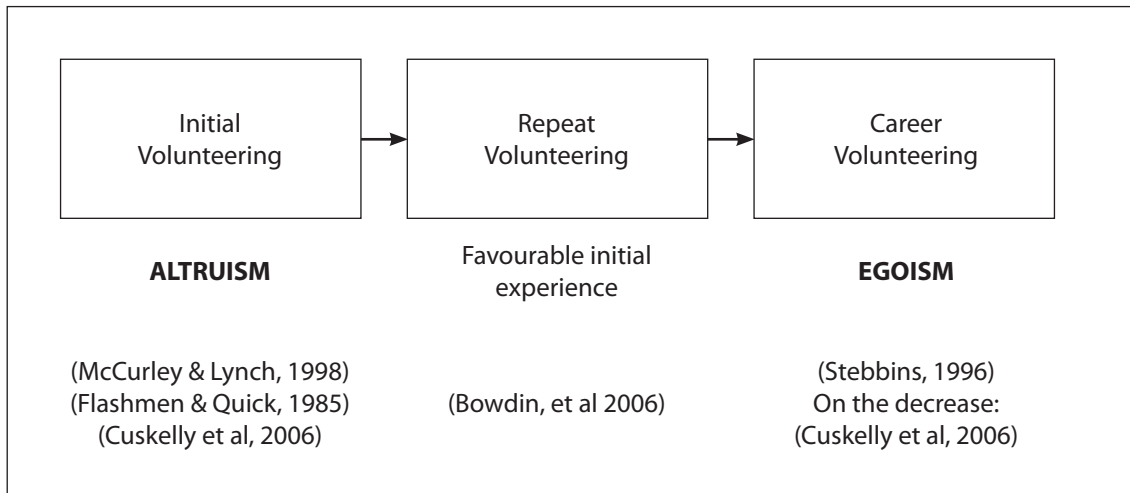 Initial
Volunteering
Repeat
Volunteering
Career
Volunteering
ALTRUISM
Favourable initial
experience
EGOISM
(McCurley & Lynch, 1998)
(Flashmen & Quick, 1985)
(Cuskelly et al, 2006)
(Bowdin, et al 2006)
(Stebbins, 1996)
On the decrease:
(Cuskelly et al, 2006)